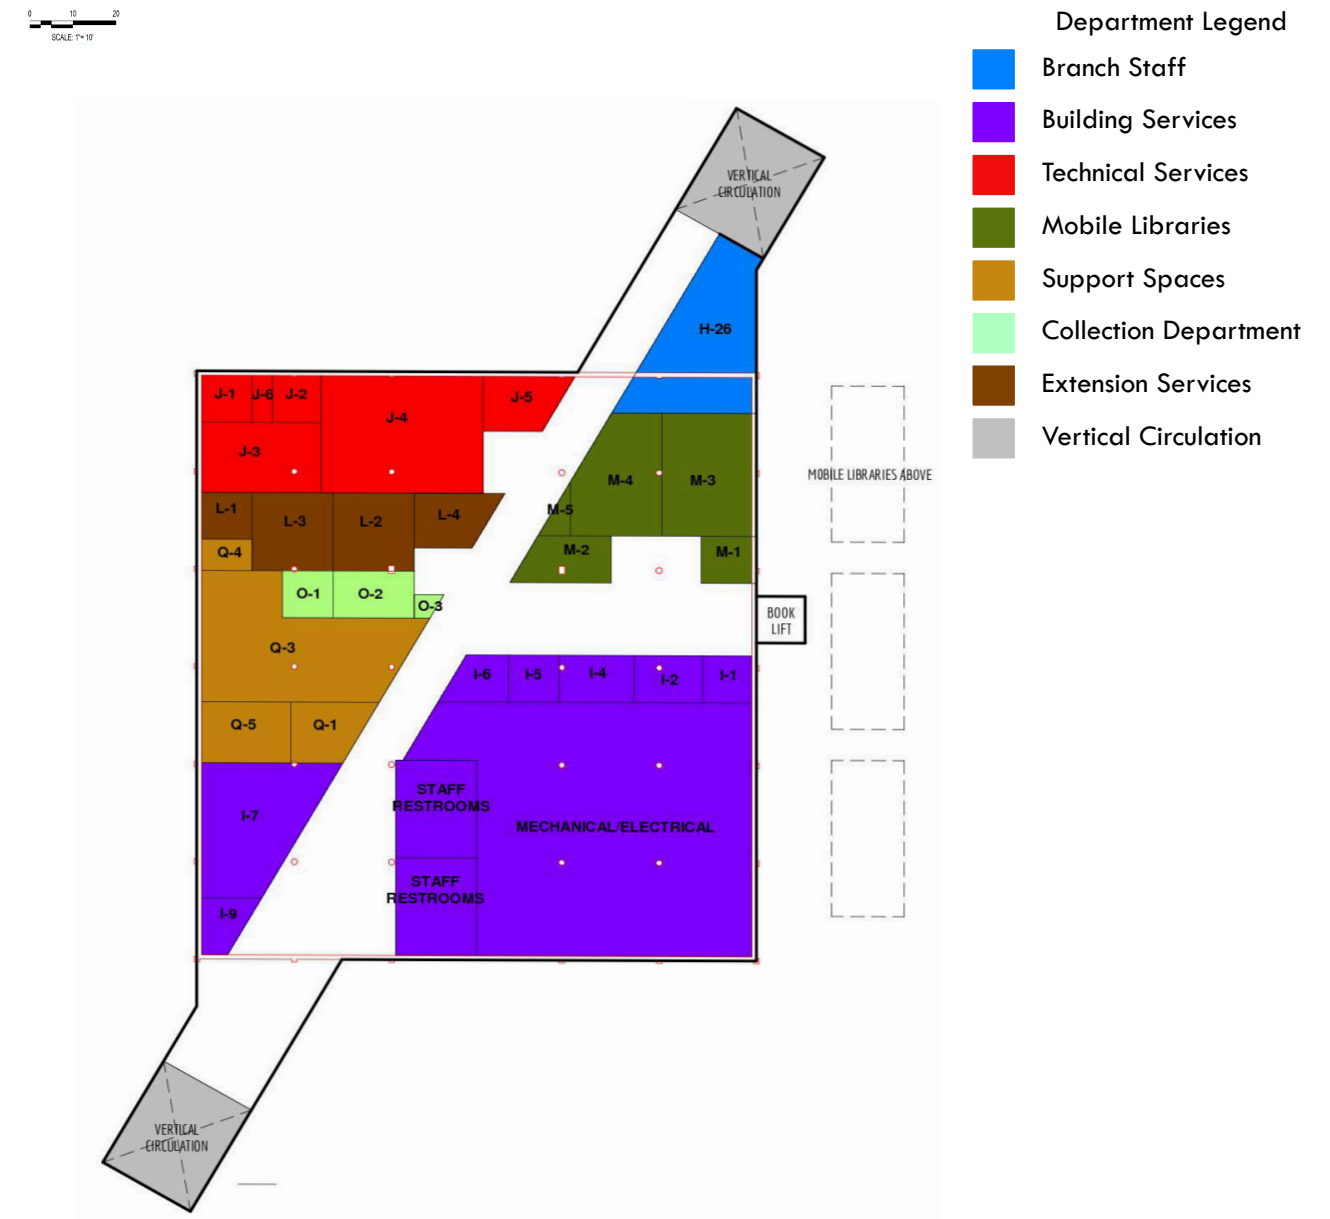 0 10 20
SCALE: 1"= 10'
Department Legend
Branch Staff
Building Services
Technical Services
Mobile Libraries
Support Spaces
Collection Department
Extension Services
Vertical Circulation
VERTICAL
CIRCULATION
H-26
J-1
J-6
J-2
J-4
J-5
J-3
M-4
M-3
MOBILE LIBRARIES ABOVE
L-1
L-3
L-2
L-4
M-5
Q-4
M-2
M-1
O-1
O-2
O-3
BOOK
LIFT
Q-3
I-6
I-5
I-4
I-2
I-1
Q-5
Q-1
STAFF
RESTROOMS
I-7
MECHANICAL/ELECTRICAL
STAFF
RESTROOMS
I-9
VERTICAL
CIRCULATION